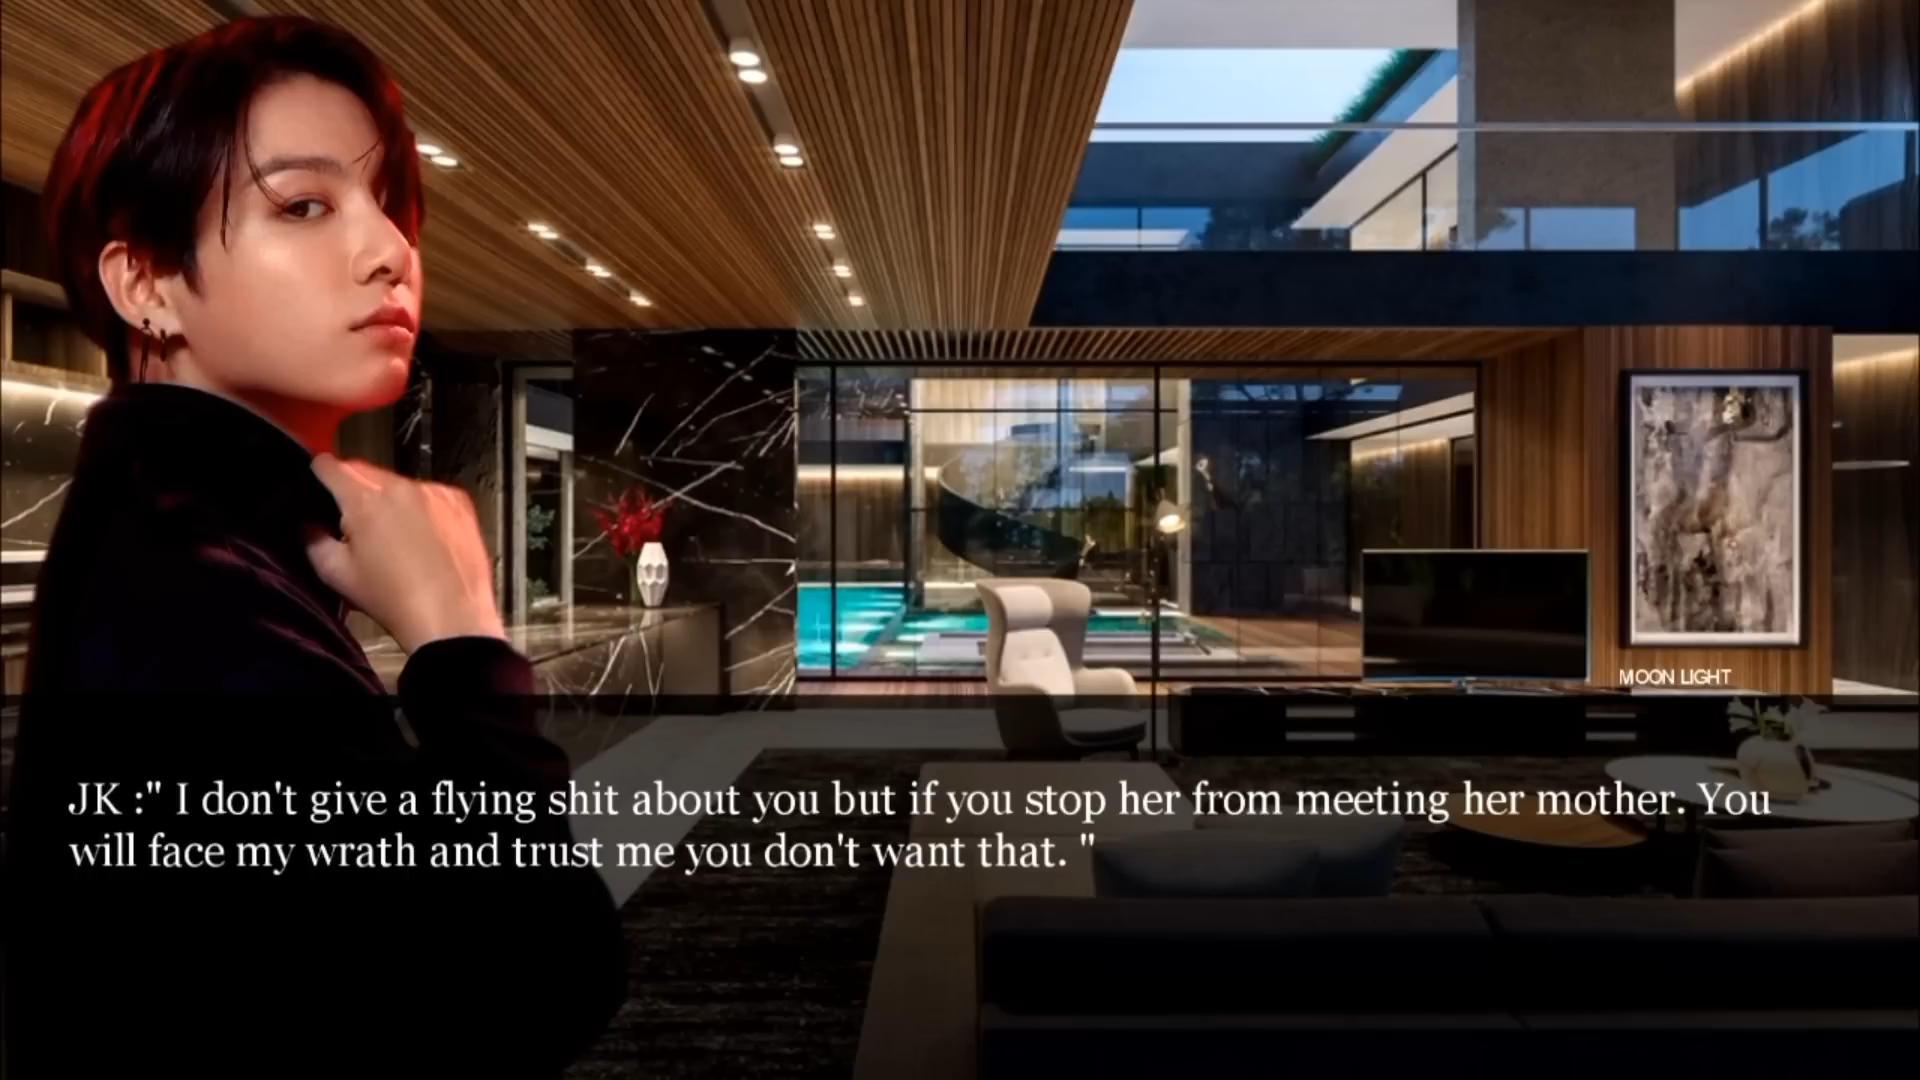 MOON LIGHT
JK :" I don't give a flying shit about you but if you stop her from meeting her mother. You
will face my wrath and trust me you don't want that. "